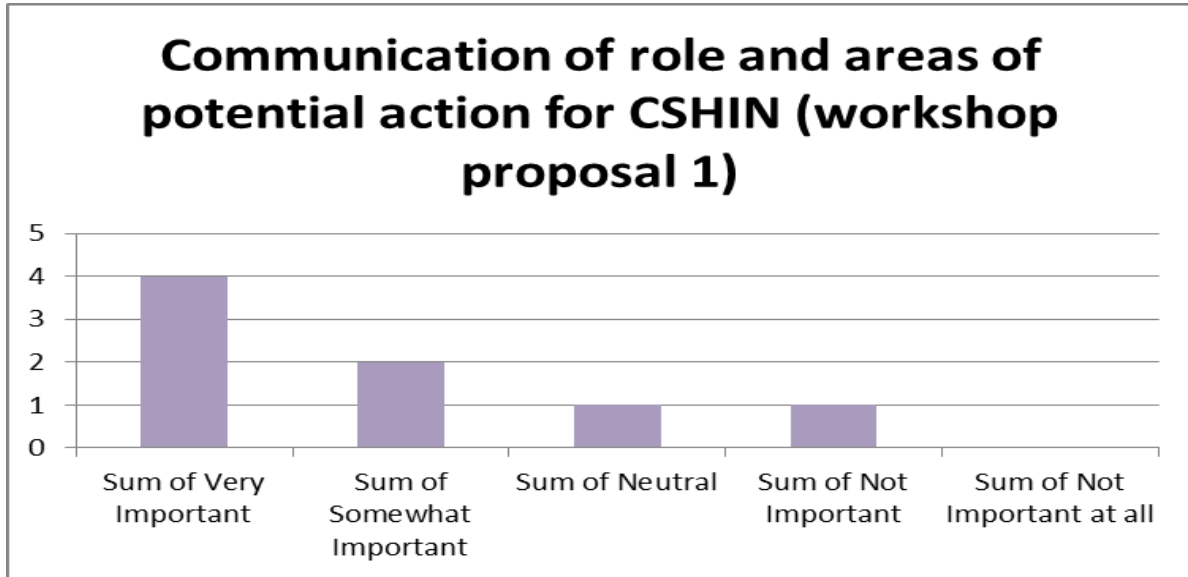 Communication of role and areas of
potential action for CSHIN (workshop
proposal 1)
5
4
3
2
1
0
Sum of Very
Important
Sum of
Somewhat
Important
Sum of Neutral
Sum of Not
Important
Sum of Not
Important at all